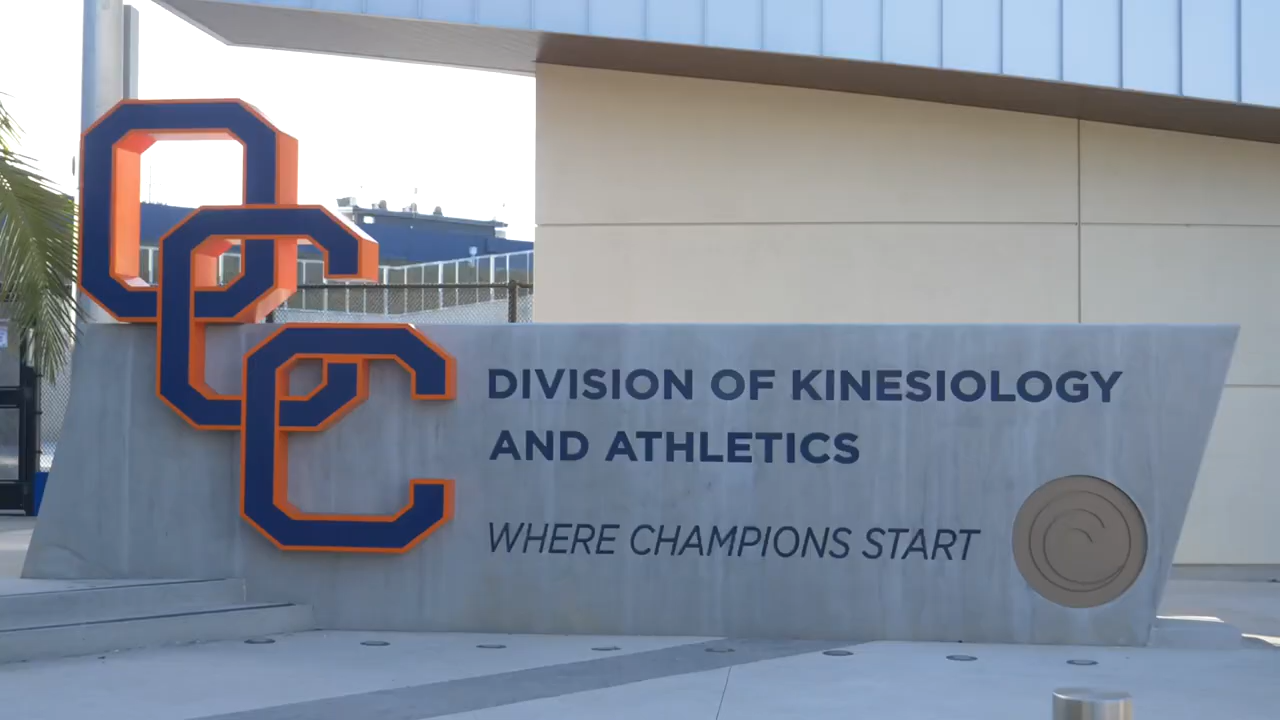 OCC
DIVISION OF KINESIOLOGY
AND ATHLETICS
WHERE CHAMPIONS START